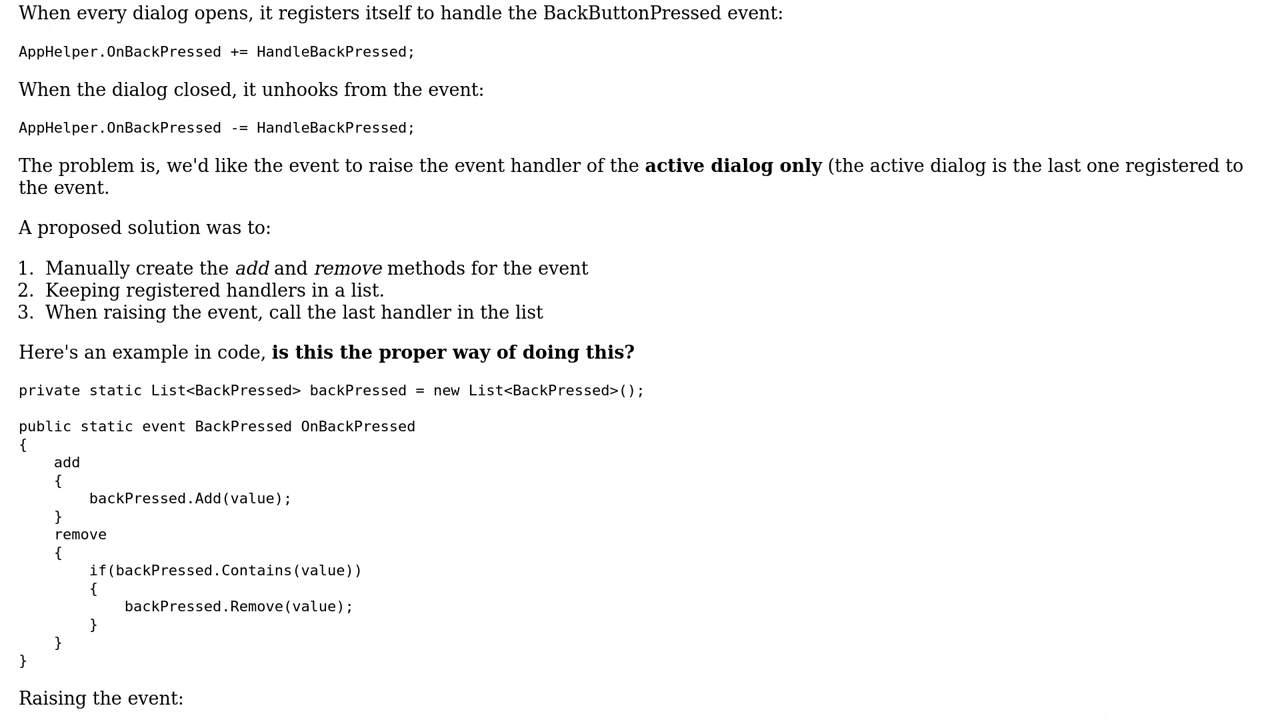 When every dialog opens, it registers itself to handle the BackButtonPressed event:
AppHelper.OnBackPressed += HandleBackPressed;
When the dialog closed, it unhooks from the event:
AppHelper.OnBackPressed -= HandleBackPressed;
The problem is, we'd like the event to raise the event handler of the active dialog only (the active dialog is the last one registered to
the event.
A proposed solution was to:
1. Manually create the add and remove methods for the event
2. Keeping registered handlers in a list.
3. When raising the event, call the last handler in the list
Here's an example in code, is this the proper way of doing this?
private static List<BackPressed> backPressed = new List<BackPressed>();
public static event BackPressed OnBackPressed
{
    add
    {
        backPressed.Add(value);
    }
    remove
    {
        if(backPressed.Contains(value))
        {
            backPressed.Remove(value);
        }
    }
}
Raising the event: